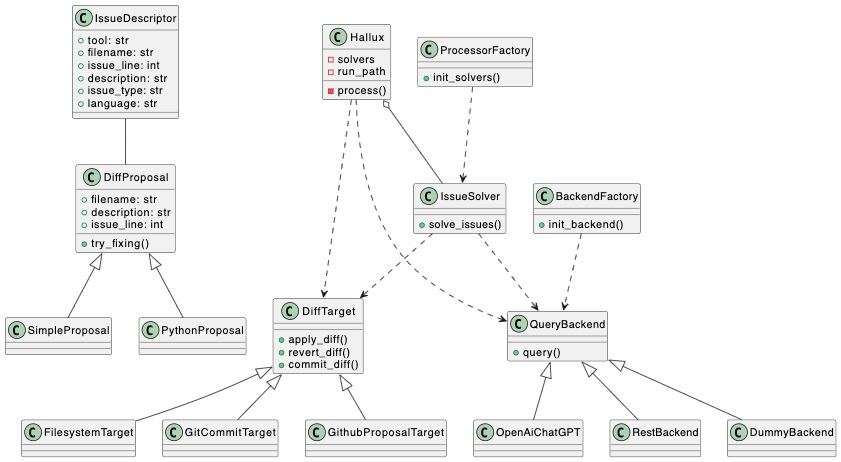 C IssueDescriptor
tool: str
filename: str
issue_line: int
description: str
issue_type: str
language: str
C Hallux
solvers
run_path
process()
C ProcessorFactory
init_solvers()
C DiffProposal
filename: str
description: str
issue_line: int
try_fixing()
C IssueSolver
solve_issues()
C BackendFactory
init_backend()
C SimpleProposal
C PythonProposal
C DiffTarget
apply_diff()
revert_diff()
commit_diff()
C QueryBackend
query()
C FilesystemTarget
C GitCommitTarget
C GithubProposalTarget
C OpenAiChatGPT
C RestBackend
C DummyBackend